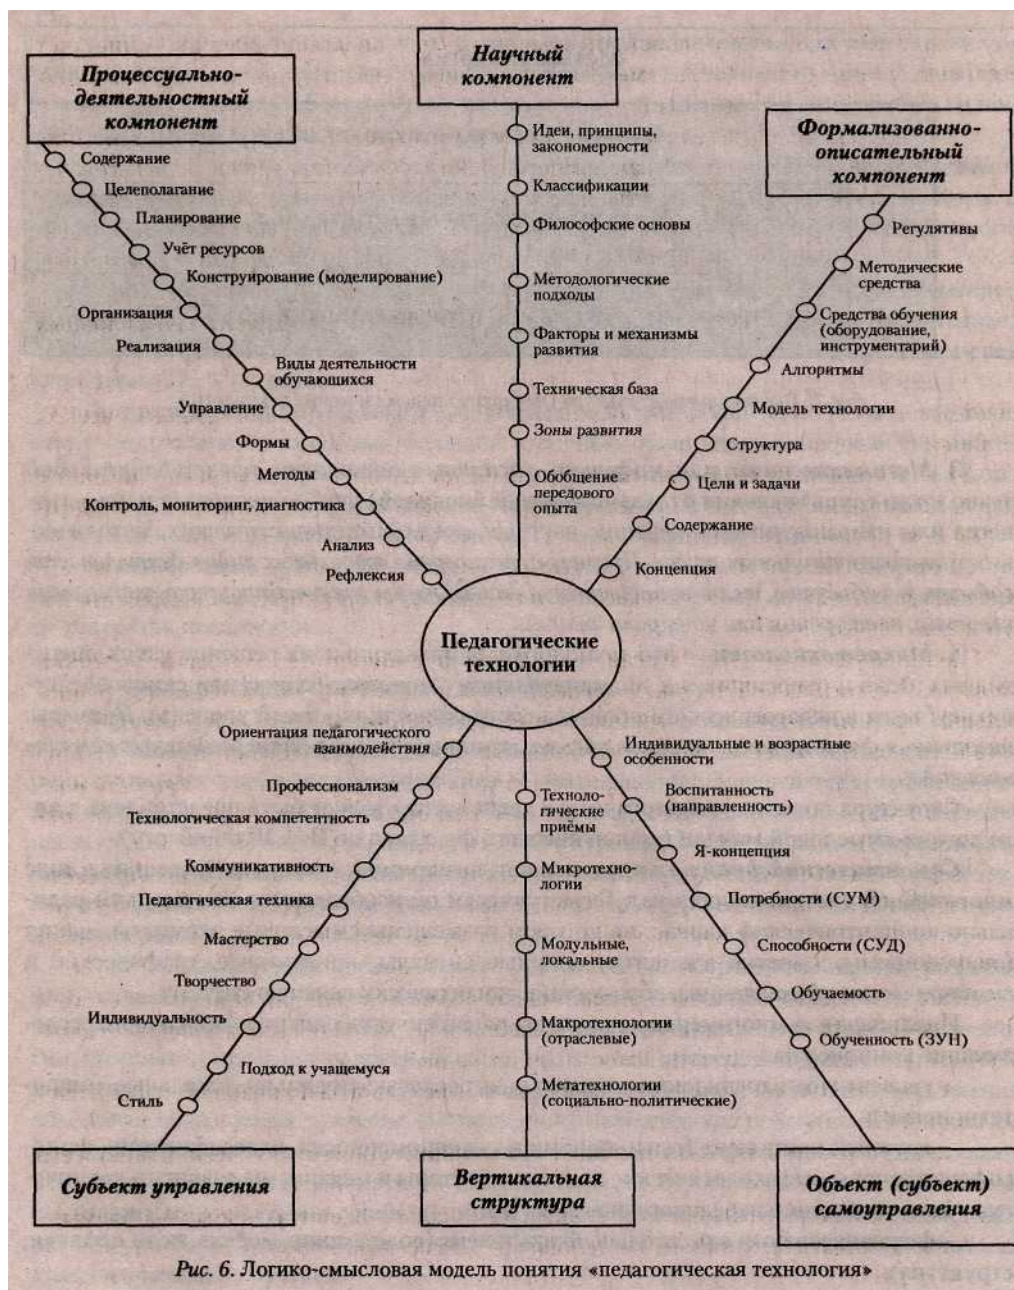 Процессуально-
деятельностный
компонент
Научный
компонент
Формализованно-
описательный
компонент
Содержание
Целеполагание
Планирование
Учёт ресурсов
Конструирование (моделирование)
Организация
Реализация
Виды деятельности
обучающихся
Управление
Формы
Методы
Контроль, мониторинг, диагностика
Анализ
Рефлексия
Идеи, принципы,
закономерности
Классификации
Философские основы
Методологические
подходы
Факторы и механизмы
развития
Техническая база
Зоны развития
Обобщение
передового
опыта
Регулятивы
Методические
средства
Средства обучения
(оборудование,
инструментарий)
Алгоритмы
Модель технологии
Структура
Цели и задачи
Содержание
Концепция
Педагогические
технологии
Ориентация педагогического
взаимодействия
Профессионализм
Технологическая компетентность
Коммуникативность
Педагогическая техника
Мастерство
Творчество
Индивидуальность
Подход к учащемуся
Стиль
Техноло-
гические
приёмы
Микротехно-
логии
Модульные,
локальные
Макротехнологии
(отраслевые)
Метатехнологии
(социально-политические)
Индивидуальные и возрастные
особенности
Воспитанность
(направленность)
Я-концепция
Потребности (СУМ)
Способности (СУД)
Обучаемость
Обученность (ЗУН)
Субъект управления
Вертикальная
структура
Объект (субъект)
самоуправления
Рис. 6. Логико-смысловая модель понятия «педагогическая технология»